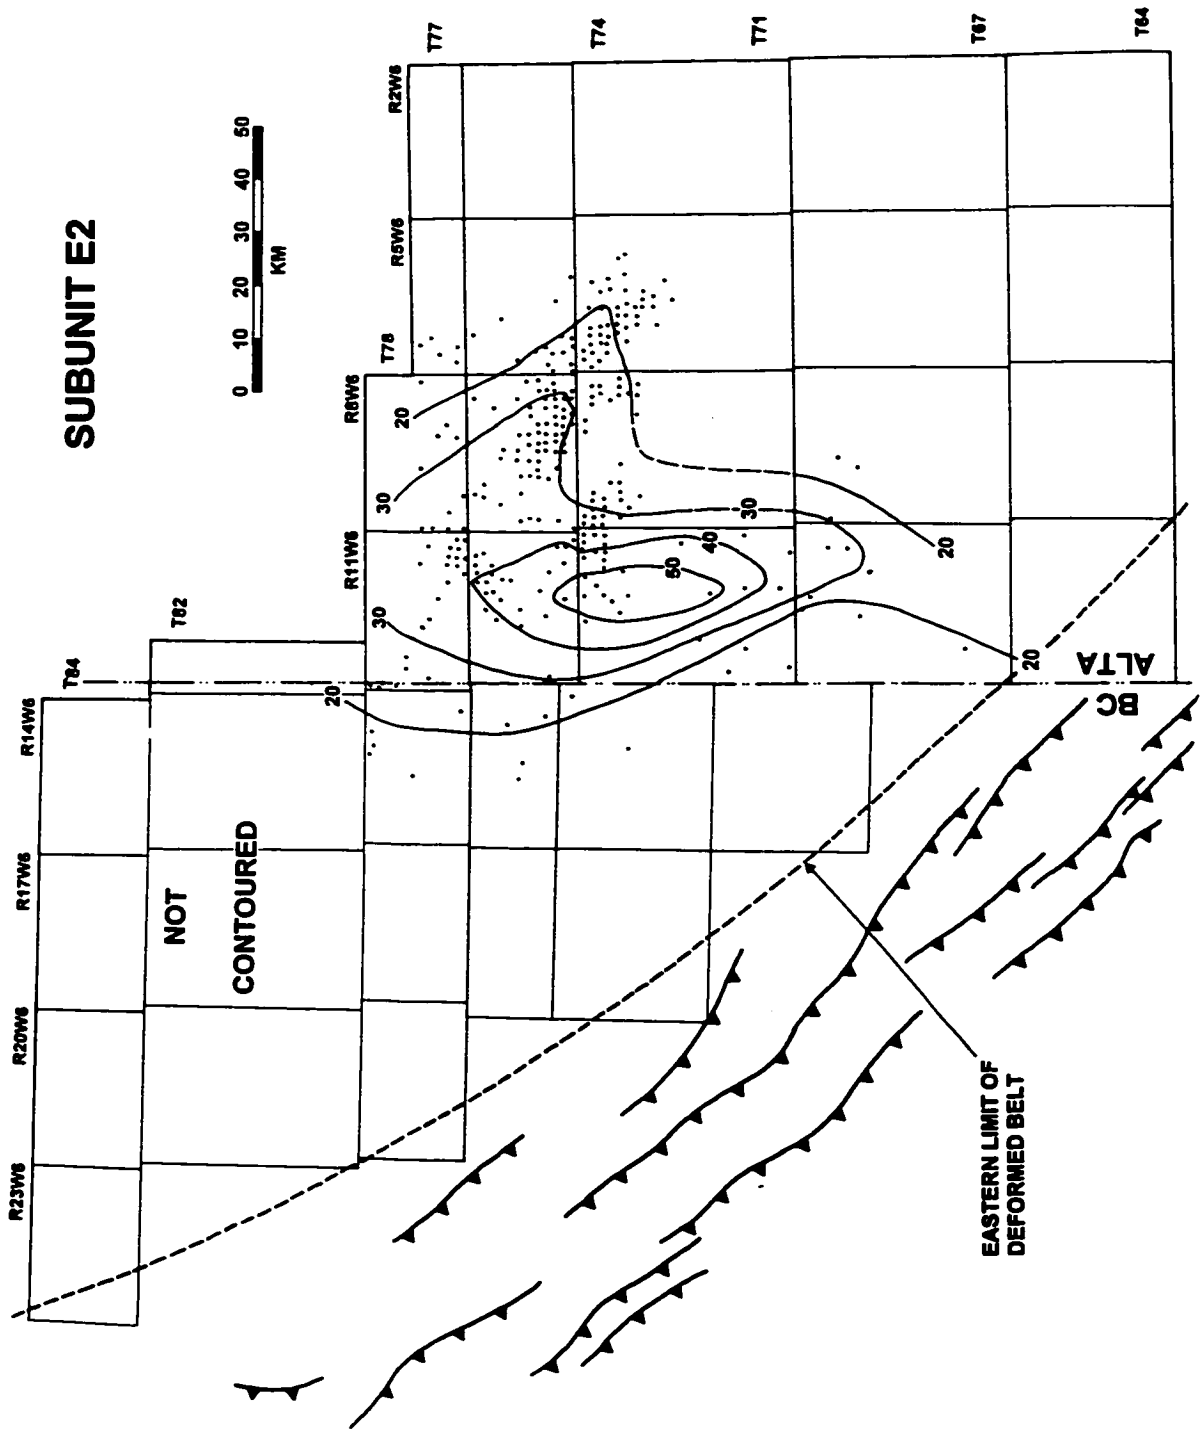 SUBUNIT E2
0 10 20 30 40 50
KM
T84
T82
T78
T77
T74
T71
T67
T64
R23W6
R20W6
R17W6
R14W6
R11W6
R8W6
R5W6
R2W6
NOT
CONTOURED
20
30
30
20
40
50
30
20
20
BC
ALTA
EASTERN LIMIT OF
DEFORMED BELT